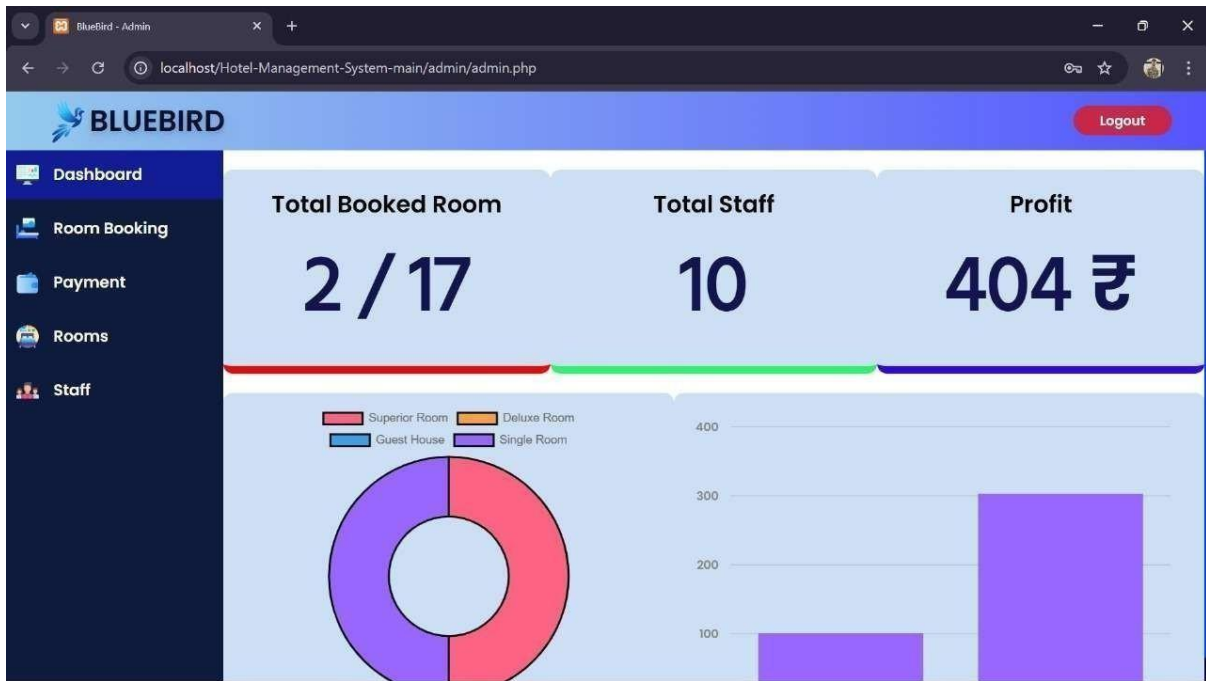 BlueBird - Admin
localhost/Hotel-Management-System-main/admin/admin.php
BLUEBIRD
Logout
Dashboard
Room Booking
Payment
Rooms
Staff
Total Booked Room
2 / 17
Total Staff
10
Profit
404 ₹
Superior Room
Deluxe Room
Guest House
Single Room
400
300
200
100